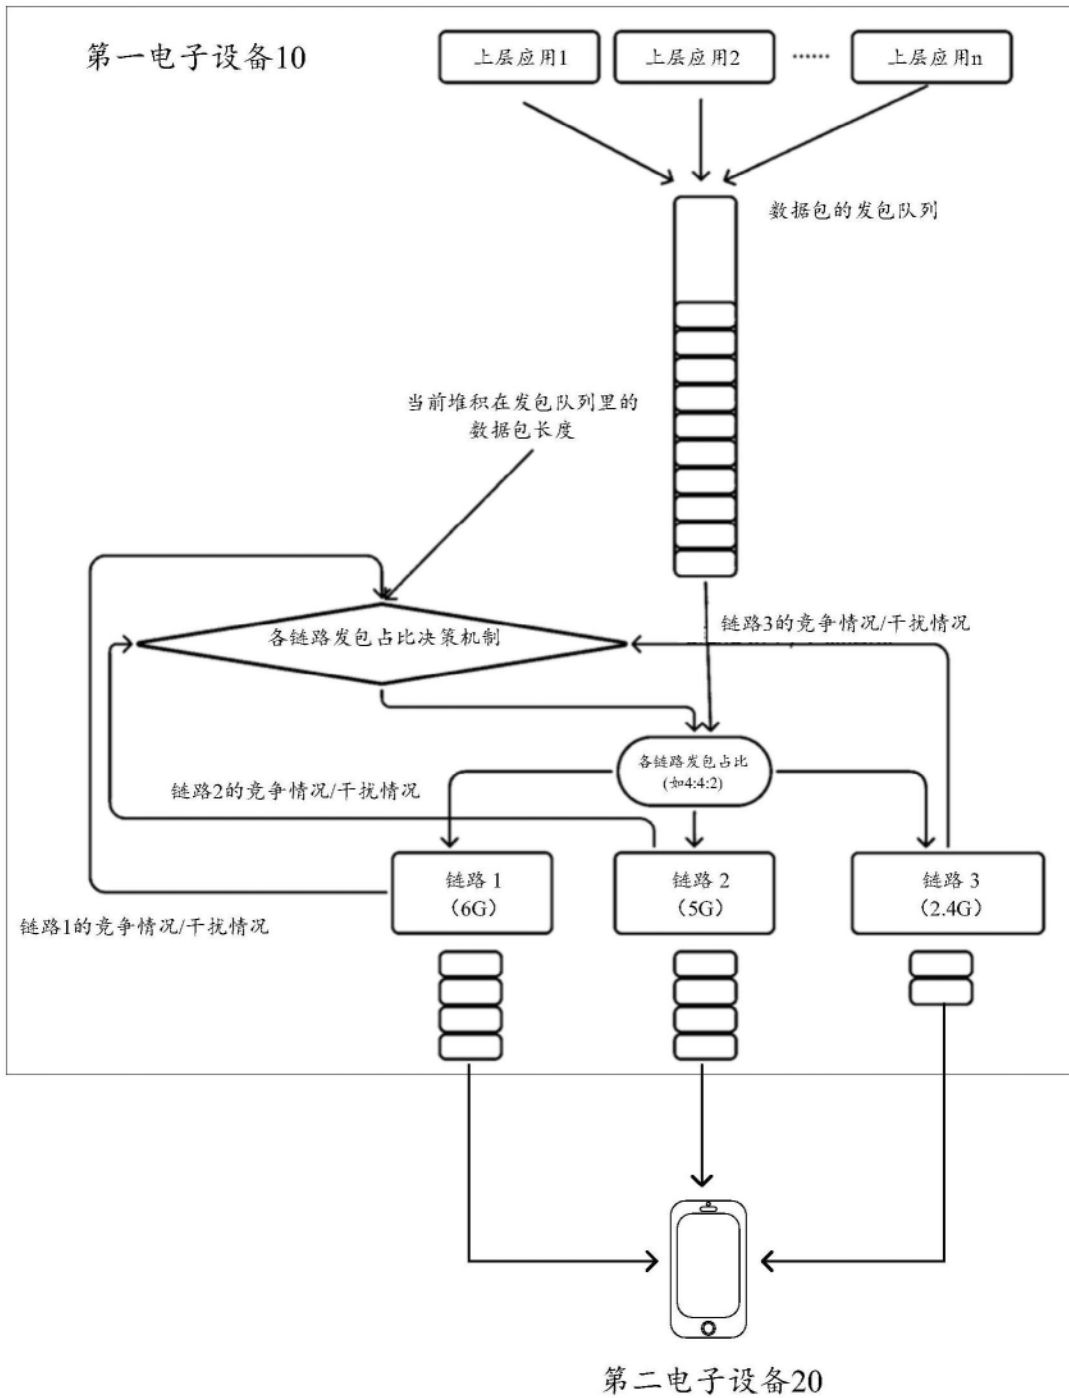 第一电子设备10
上层应用1
上层应用2
……
上层应用n
数据包的发包队列
当前堆积在发包队列里的
数据包长度
各链路发包占比决策机制
链路3的竞争情况/干扰情况
各链路发包占比
(如4:4:2)
链路2的竞争情况/干扰情况
链路 1
（6G）
链路 2
（5G）
链路 3
（2.4G）
链路1的竞争情况/干扰情况
第二电子设备20